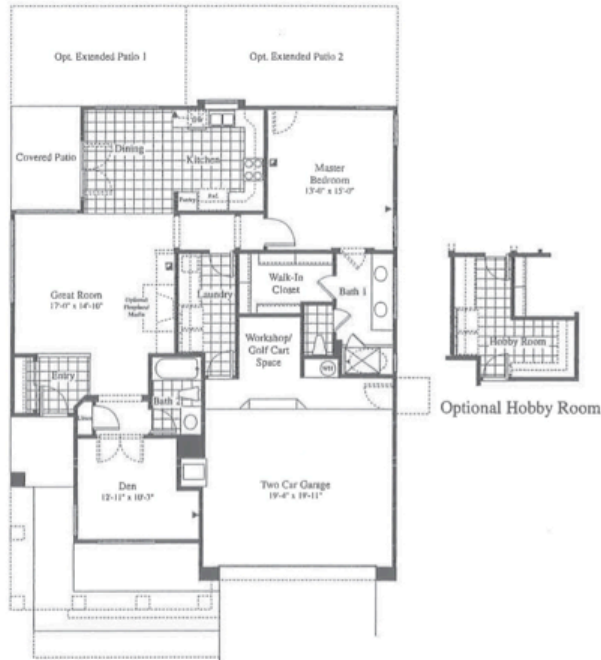 Opt. Extended Patio 1
Opt. Extended Patio 2
Covered Patio
Dining
DW
Kitchen
Pantry
Ref.
Master
Bedroom
13'-6" x 15'-0"
Great Room
17'-0" x 14'-10"
Optional
Fireplace/
Media
Laundry
Walk-In
Closet
Bath 1
Workshop/
Golf Cart
Space
WH
Entry
Bath 2
Linen
Den
12'-11" x 10'-3"
Two Car Garage
19'-4" x 19'-11"
Hobby Room
Optional Hobby Room